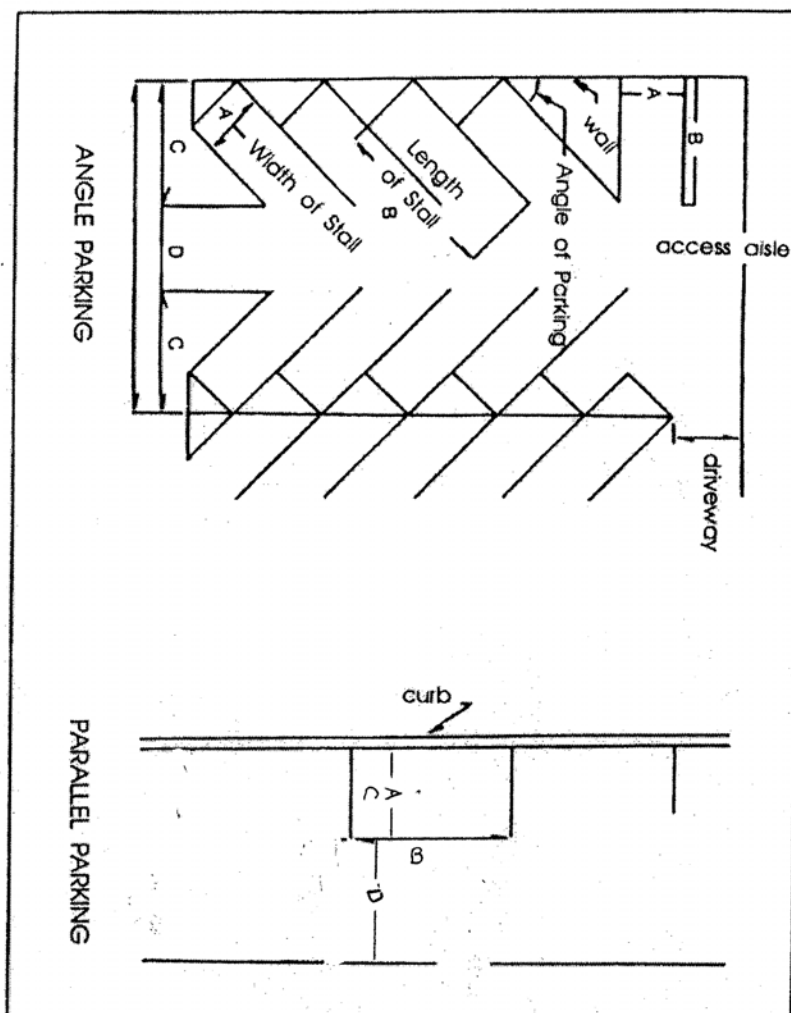 ANGLE PARKING
C
D
C
A
Width of Stall
Length
of Stall
B
Angle of Parking
wall
A
B
access aisle
driveway
PARALLEL PARKING
curb
A
C
B
D